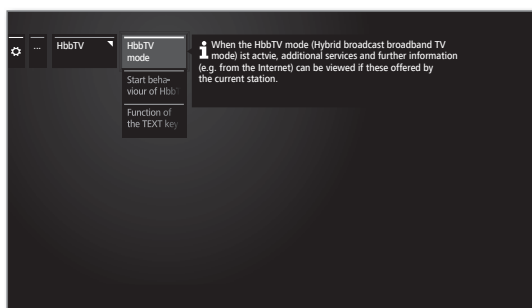 ...
HbbTV
HbbTV
mode
Start beha-
viour of Hbb
Function of
the TEXT key
When the HbbTV mode (Hybrid broadcast broadband TV
mode) ist actvie, additional services and further information
(e.g. from the Internet) can be viewed if these offered by
the current station.